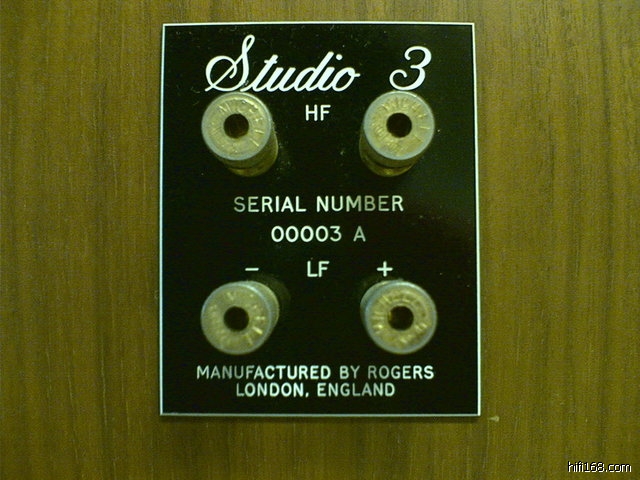 Studio 3
HF
SERIAL NUMBER
00003 A
- LF +
MANUFACTURED BY ROGERS
LONDON, ENGLAND
hifi168.com